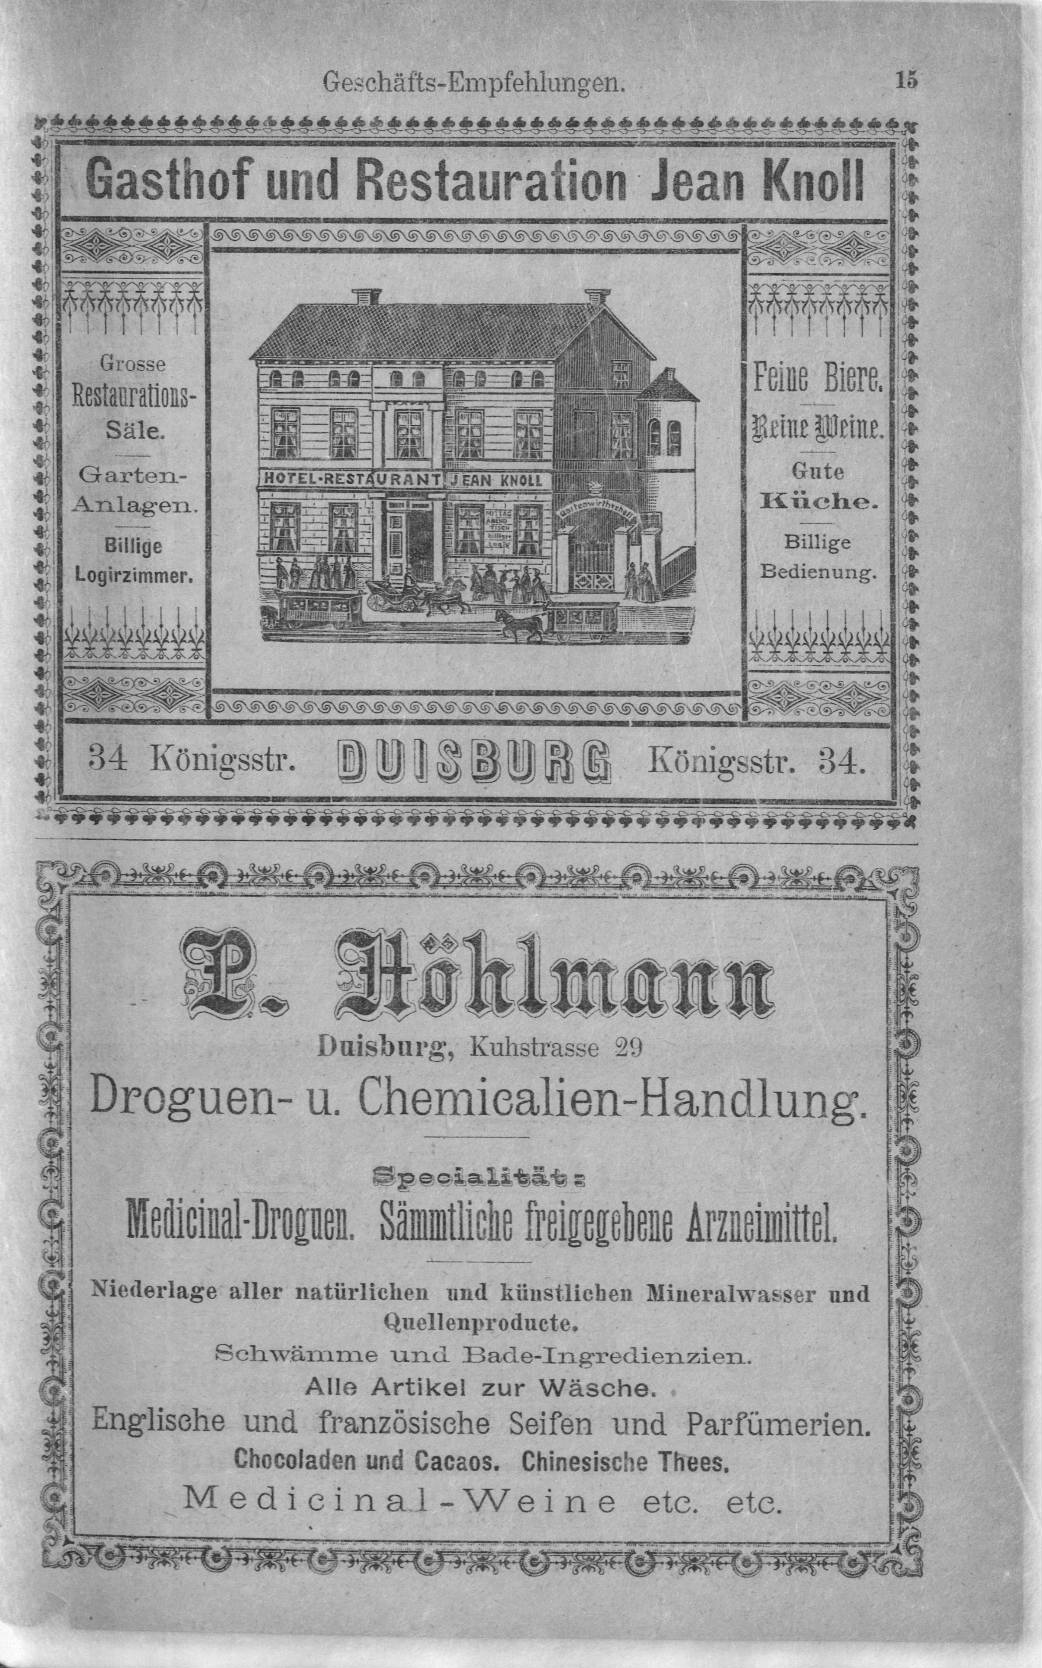 Geschäfts-Empfehlungen.
15
Gasthof und Restauration Jean Knoll
Grosse
Restaurations-
Säle.
Garten-
Anlagen.
Billige
Logirzimmer.
HOTEL-RESTAURANT JEAN KNOLL
MITTAG
ABEND
TISCH
Gartenwirthschaft
Feine Biere.
Reine Weine.
Gute
Küche.
Billige
Bedienung.
34 Königsstr. DUISBURG Königsstr. 34.
P. Höhlmann
Duisburg, Kuhstrasse 29
Droguen- u. Chemicalien-Handlung.
Specialität:
Medicinal-Droguen. Sämmtliche freigegebene Arzneimittel.
Niederlage aller natürlichen und künstlichen Mineralwasser und
Quellenproducte.
Schwämme und Bade-Ingredienzien.
Alle Artikel zur Wäsche.
Englische und französische Seifen und Parfümerien.
Chocoladen und Cacaos. Chinesische Thees.
Medicinal-Weine etc. etc.